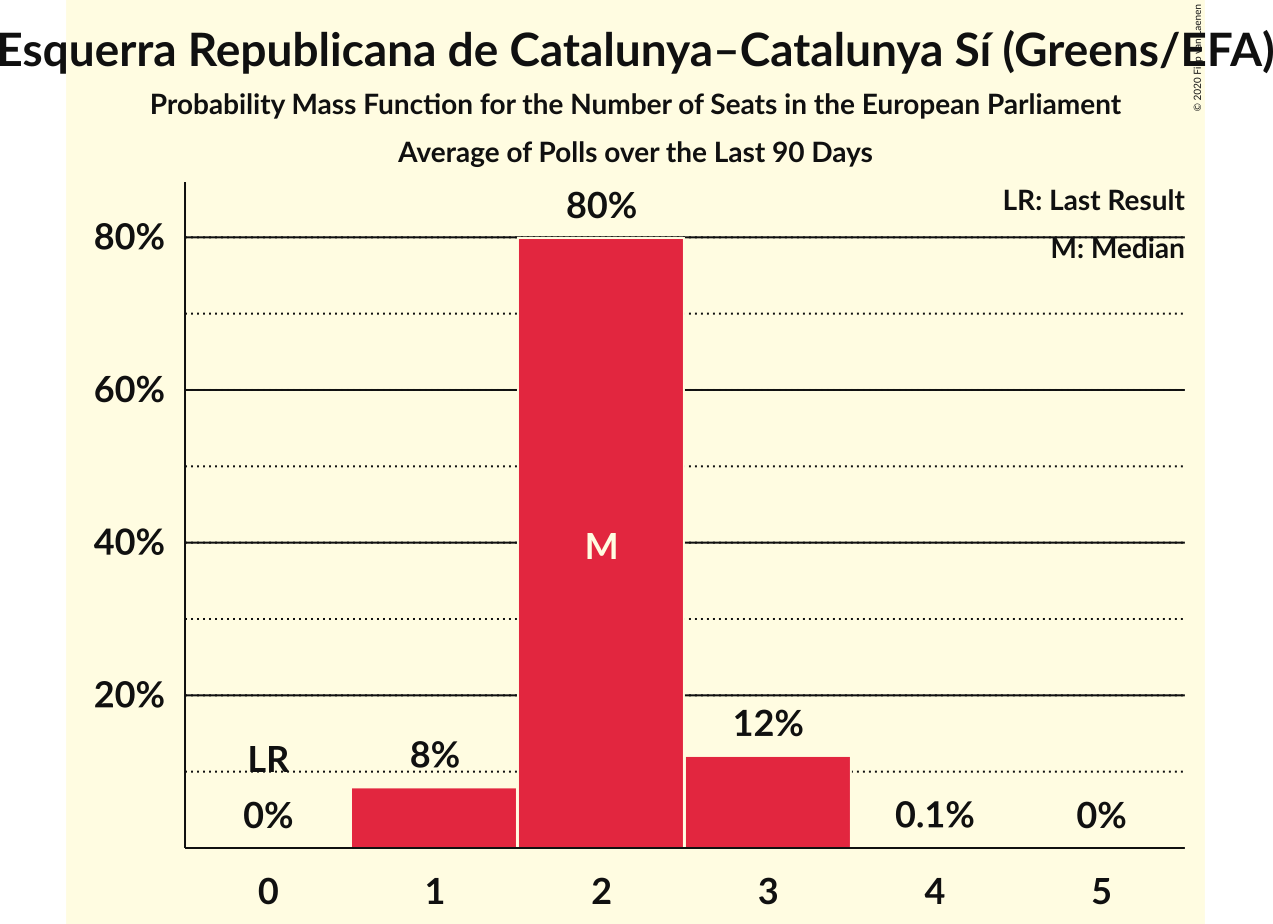 Esquerra Republicana de Catalunya–Catalunya Sí (Greens/EFA)
Probability Mass Function for the Number of Seats in the European Parliament
Average of Polls over the Last 90 Days
© 2020
LR: Last Result
M: Median
80%
80%
60%
40%
M
20%
12%
LR
8%
0%
0.1%
0%
0 1 2 3 4 5